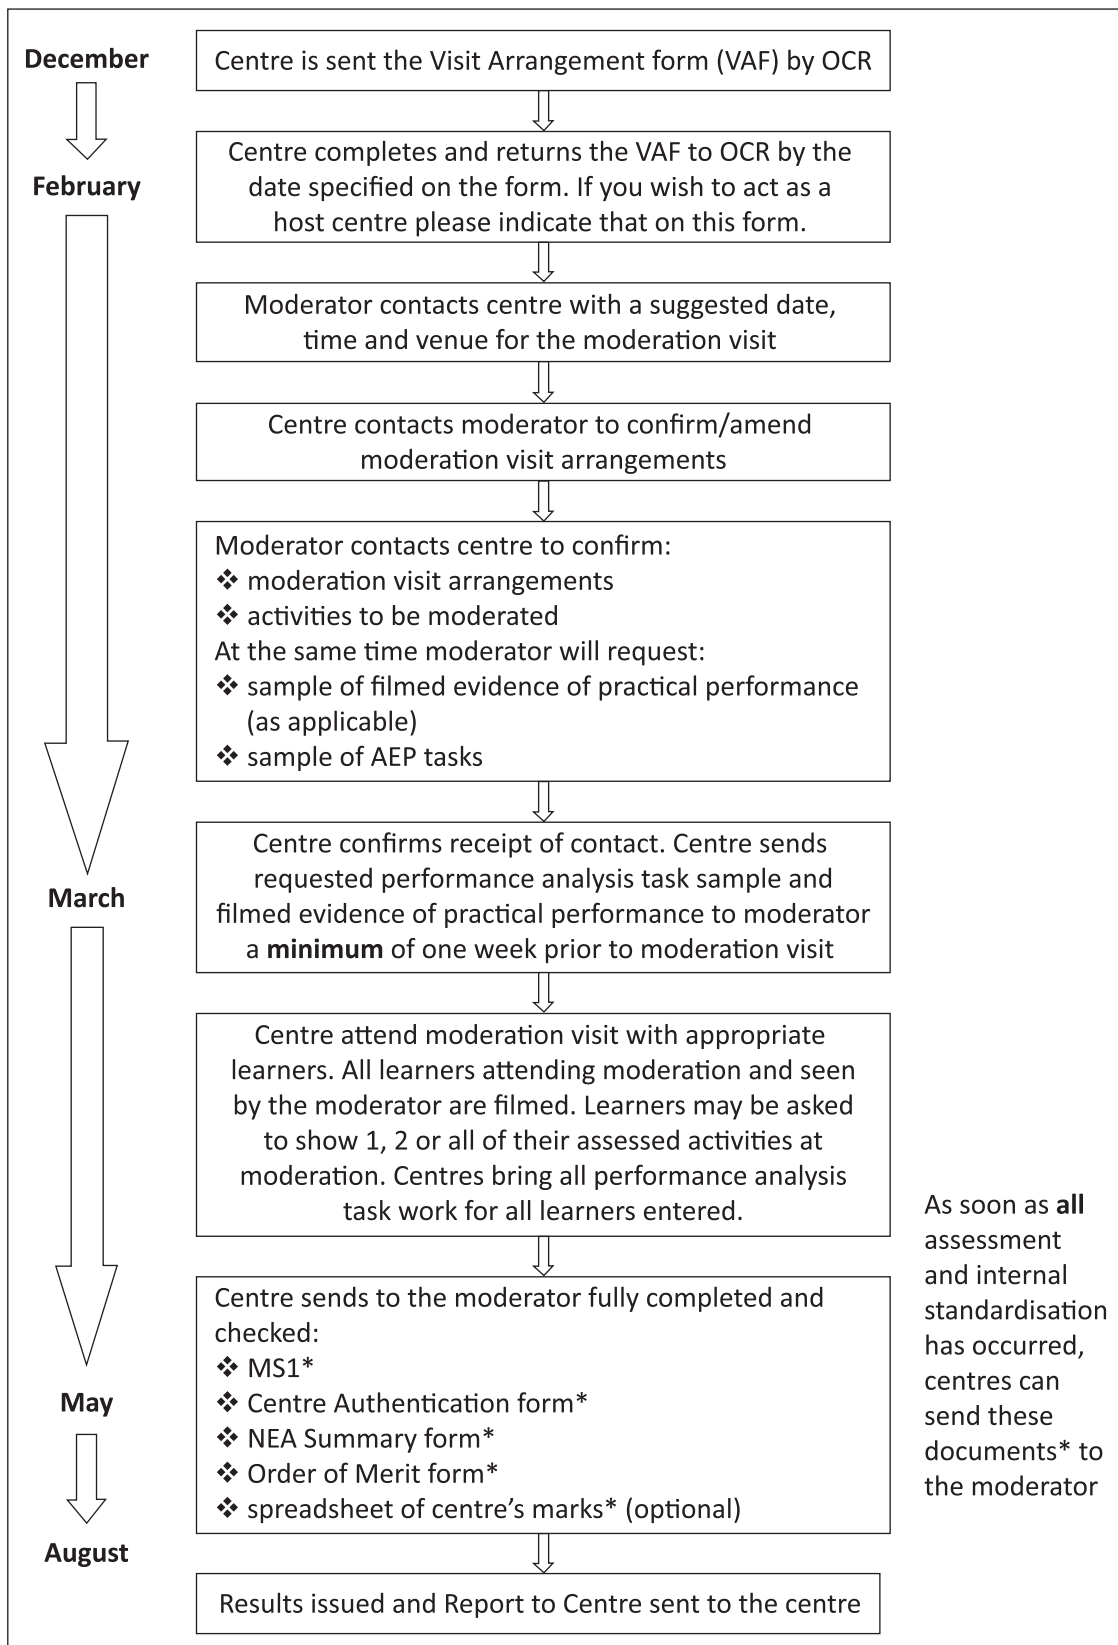 December
Centre is sent the Visit Arrangement form (VAF) by OCR
February
Centre completes and returns the VAF to OCR by the
date specified on the form. If you wish to act as a
host centre please indicate that on this form.
Moderator contacts centre with a suggested date,
time and venue for the moderation visit
Centre contacts moderator to confirm/amend
moderation visit arrangements
Moderator contacts centre to confirm:
❖ moderation visit arrangements
❖ activities to be moderated
At the same time moderator will request:
❖ sample of filmed evidence of practical performance
(as applicable)
❖ sample of AEP tasks
March
Centre confirms receipt of contact. Centre sends
requested performance analysis task sample and
filmed evidence of practical performance to moderator
a minimum of one week prior to moderation visit
Centre attend moderation visit with appropriate
learners. All learners attending moderation and seen
by the moderator are filmed. Learners may be asked
to show 1, 2 or all of their assessed activities at
moderation. Centres bring all performance analysis
task work for all learners entered.
May
Centre sends to the moderator fully completed and
checked:
❖ MS1*
❖ Centre Authentication form*
❖ NEA Summary form*
❖ Order of Merit form*
❖ spreadsheet of centre's marks* (optional)
As soon as all
assessment
and internal
standardisation
has occurred,
centres can
send these
documents* to
the moderator
August
Results issued and Report to Centre sent to the centre